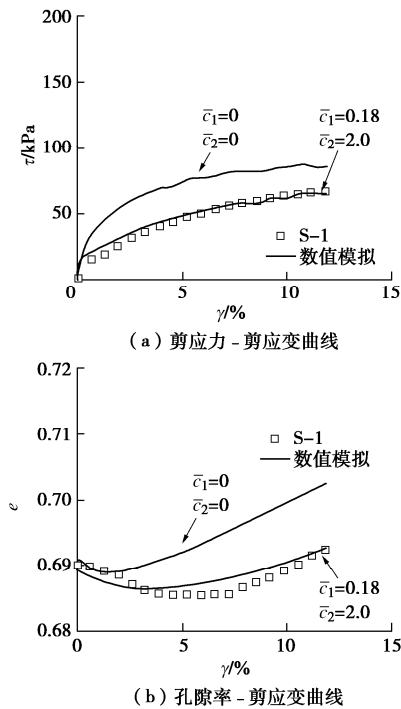 200
150
100
50
0
τ/kPa
c̅₁=0
c̅₂=0
c̅₁=0.18
c̅₂=2.0
S-1
数值模拟
0 5 10 15
γ/%
（a）剪应力-剪应变曲线
0.72
0.71
0.70
0.69
0.68
e
S-1
数值模拟
c̅₁=0
c̅₂=0
c̅₁=0.18
c̅₂=2.0
0 5 10 15
γ/%
（b）孔隙率-剪应变曲线